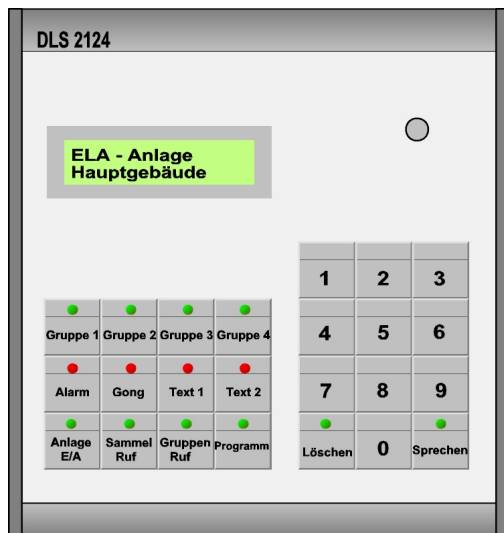 DLS 2124
ELA - Anlage
Hauptgebäude
1 2 3
Gruppe 1 Gruppe 2 Gruppe 3 Gruppe 4
4 5 6
Alarm Gong Text 1 Text 2
7 8 9
Anlage E/A Sammel Ruf Gruppen Ruf Programm
Löschen 0 Sprechen